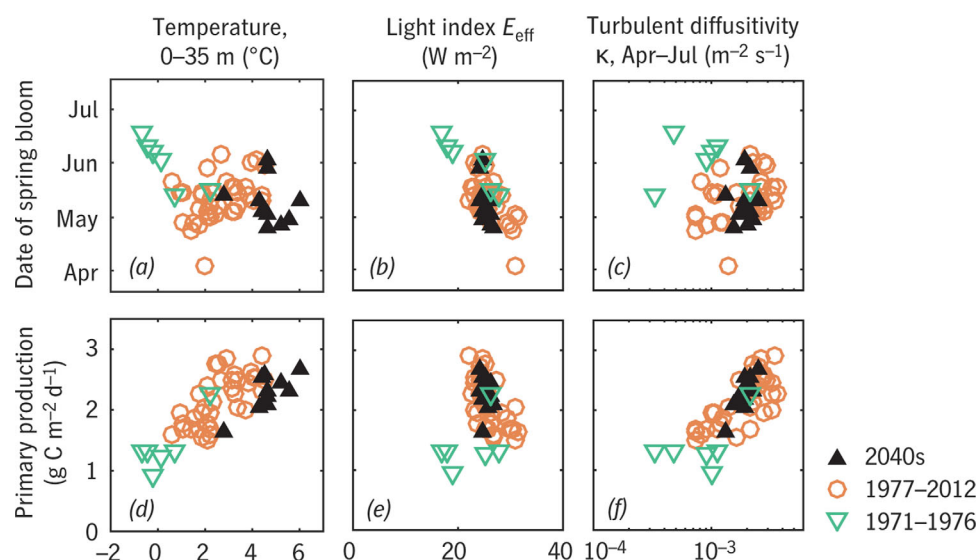 Temperature,
0–35 m (°C)
Light index E_eff
(W m⁻²)
Turbulent diffusitivity
κ, Apr–Jul (m⁻² s⁻¹)
Date of spring bloom
Jul
Jun
May
Apr
(a)
(b)
(c)
Primary production
(g C m⁻² d⁻¹)
3
2
1
0
(d)
(e)
(f)
−2 0 2 4 6
0 20 40
10⁻⁴ 10⁻³
2040s
1977–2012
1971–1976